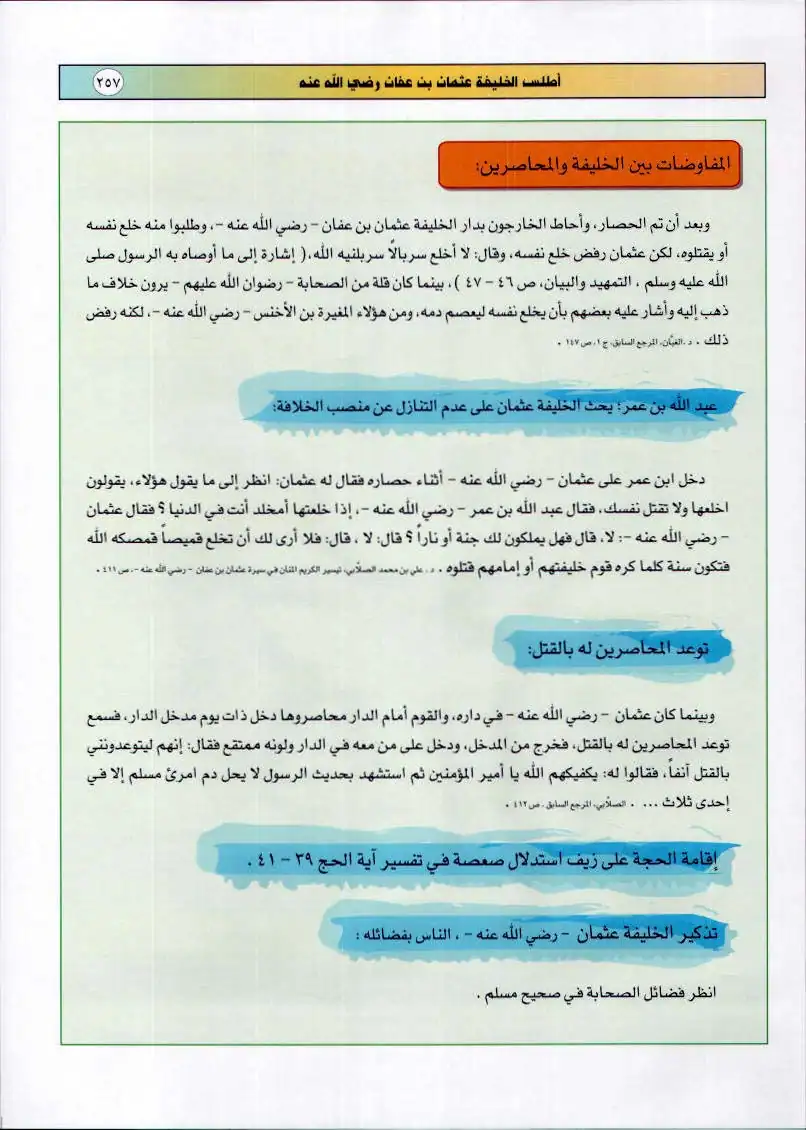 أطلس الخليفة عثمان بن عفان رضي الله عنه
٢٥٧
المفاوضات بين الخليفة والمحاصرين:
وبعد أن تم الحصار، وأحاط الخارجون بدار الخليفة عثمان بن عفان - رضي الله عنه -، وطلبوا منه خلع نفسه
أو يقتلوه، لكن عثمان رفض خلع نفسه، وقال: لا أخلع سربالاً سربلنيه الله،( إشارة إلى ما أوصاه به الرسول صلى
الله عليه وسلم ، التمهيد والبيان، ص ٤٦ - ٤٧ )، بينما كان قلة من الصحابة - رضوان الله عليهم - يرون خلاف ما
ذهب إليه وأشار عليه بعضهم بأن يخلع نفسه ليعصم دمه، ومن هؤلاء المغيرة بن الأخنس - رضي الله عنه -، لكنه رفض
ذلك . د .الغبَّان، المرجع السابق، ج ١، ص ١٤٧ .
عبد الله بن عمر؛ يحث الخليفة عثمان على عدم التنازل عن منصب الخلافة:
دخل ابن عمر على عثمان - رضي الله عنه - أثناء حصاره فقال له عثمان: انظر إلى ما يقول هؤلاء، يقولون
اخلعها ولا تقتل نفسك، فقال عبد الله بن عمر - رضي الله عنه -، إذا خلعتها أمخلد أنت في الدنيا ؟ فقال عثمان
- رضي الله عنه -: لا، قال فهل يملكون لك جنة أو ناراً ؟ قال: لا ، قال: فلا أرى لك أن تخلع قميصاً قمصكه الله
فتكون سنة كلما كره قوم خليفتهم أو إمامهم قتلوه . د . علي بن محمد الصلَّابي، تيسير الكريم المنان في سيرة عثمان بن عفان - رضي الله عنه -، ص ٤١١ .
توعد المحاصرين له بالقتل:
وبينما كان عثمان - رضي الله عنه - في داره، والقوم أمام الدار محاصروها دخل ذات يوم مدخل الدار، فسمع
توعد المحاصرين له بالقتل، فخرج من المدخل، ودخل على من معه في الدار ولونه ممتقع فقال: إنهم ليتوعدونني
بالقتل آنفاً، فقالوا له: يكفيكهم الله يا أمير المؤمنين ثم استشهد بحديث الرسول لا يحل دم امرئ مسلم إلا في
إحدى ثلاث ... . الصلَّابي، المرجع السابق ، ص ٤١٢ .
إقامة الحجة على زيف استدلال صعصة في تفسير آية الحج ٣٩ - ٤١ .
تذكير الخليفة عثمان - رضي الله عنه - ، الناس بفضائله :
انظر فضائل الصحابة في صحيح مسلم .